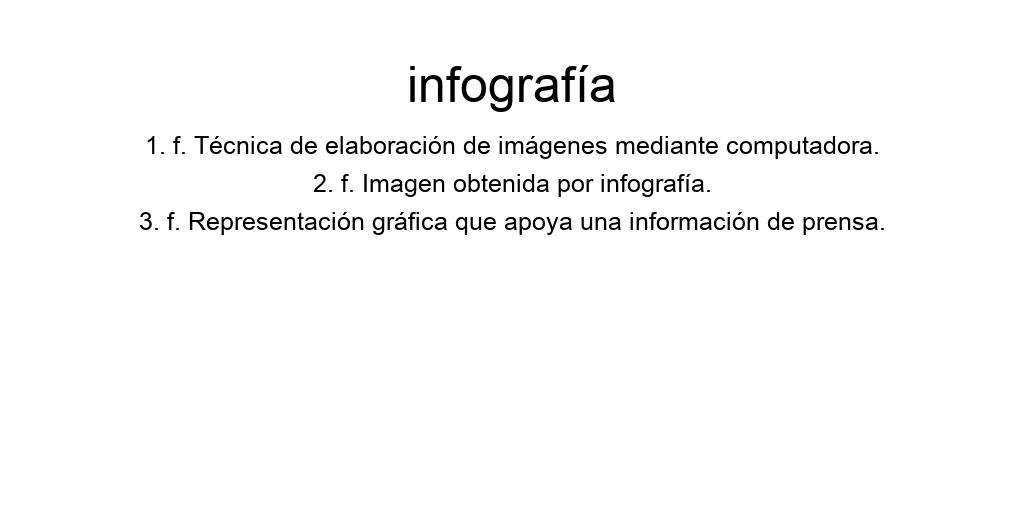 infografía
1. f. Técnica de elaboración de imágenes mediante computadora.
2. f. Imagen obtenida por infografía.
3. f. Representación gráfica que apoya una información de prensa.